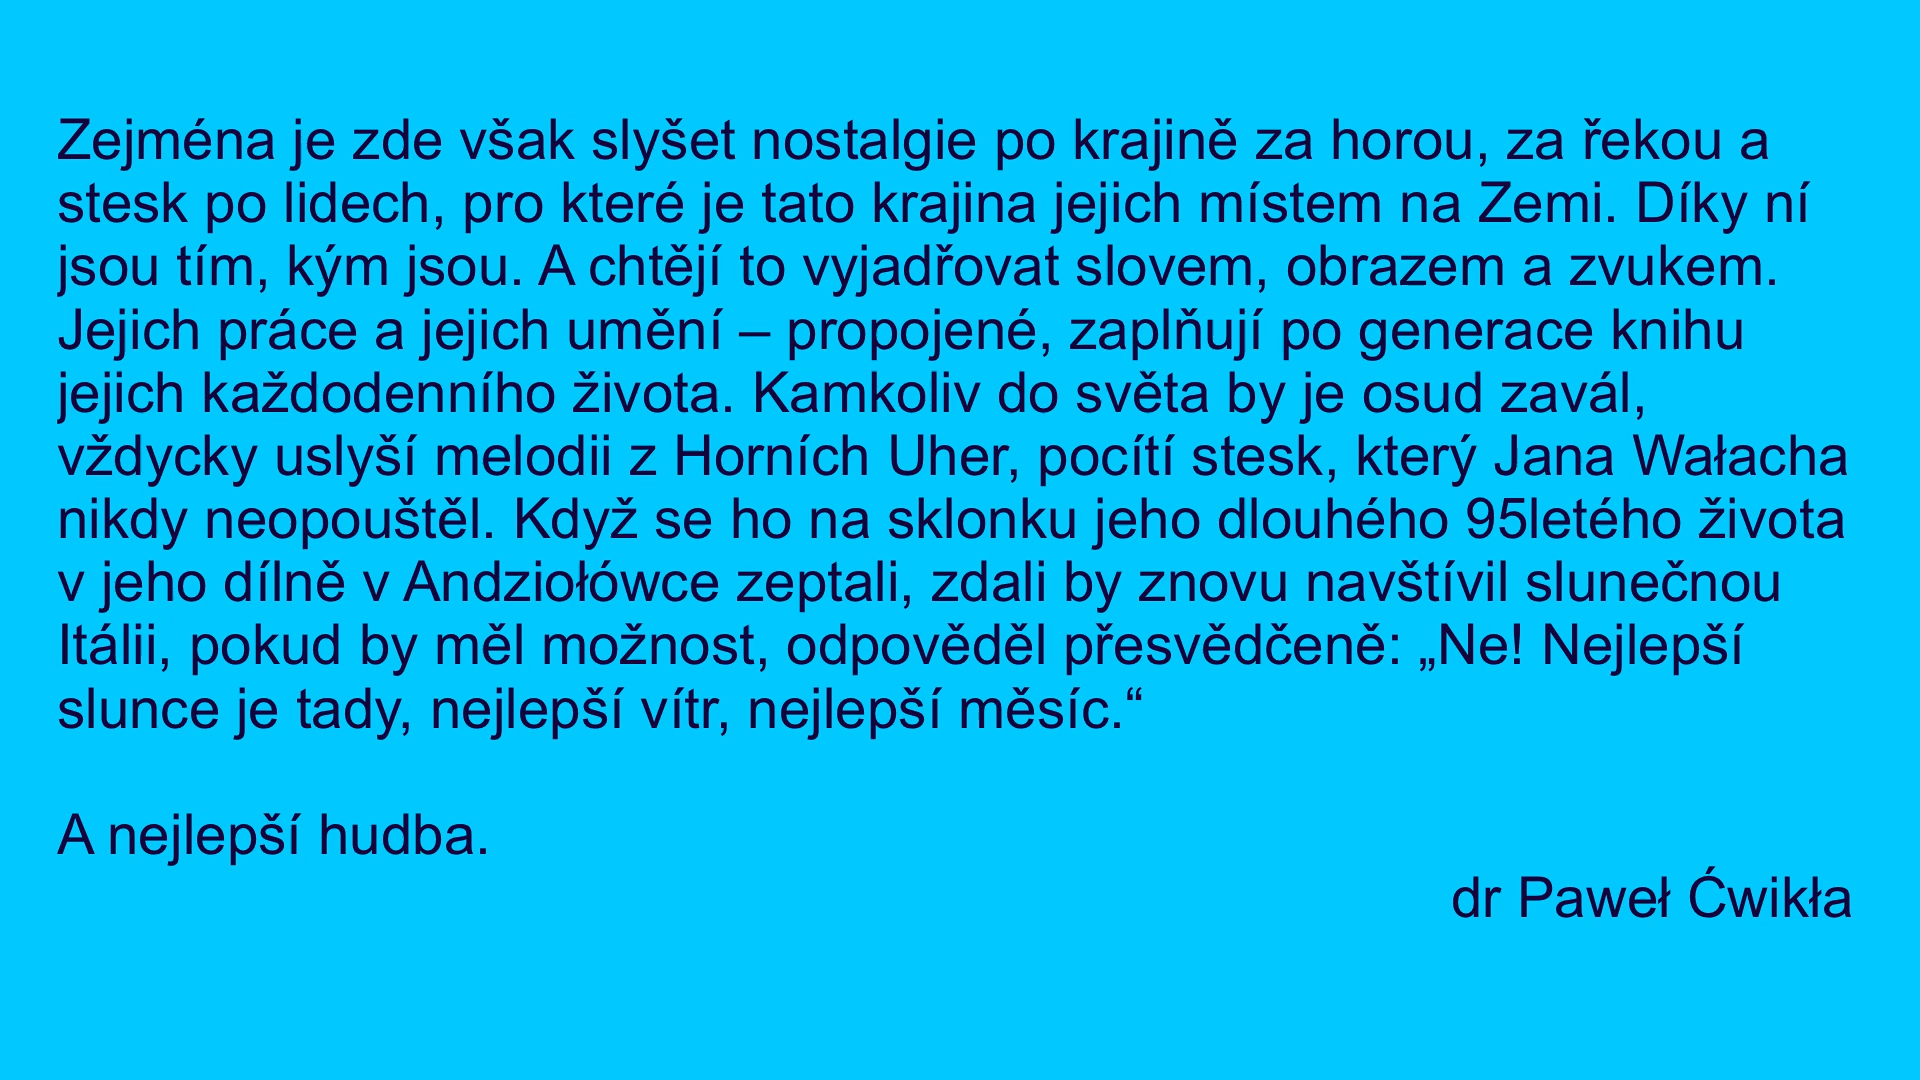 Zejména je zde však slyšet nostalgie po krajině za horou, za řekou a
stesk po lidech, pro které je tato krajina jejich místem na Zemi. Díky ní
jsou tím, kým jsou. A chtějí to vyjadřovat slovem, obrazem a zvukem.
Jejich práce a jejich umění – propojené, zaplňují po generace knihu
jejich každodenního života. Kamkoliv do světa by je osud zavál,
vždycky uslyší melodii z Horních Uher, pocítí stesk, který Jana Wałacha
nikdy neopouštěl. Když se ho na sklonku jeho dlouhého 95letého života
v jeho dílně v Andziołówce zeptali, zdali by znovu navštívil slunečnou
Itálii, pokud by měl možnost, odpověděl přesvědčeně: „Ne! Nejlepší
slunce je tady, nejlepší vítr, nejlepší měsíc.“
A nejlepší hudba.
dr Paweł Ćwikła